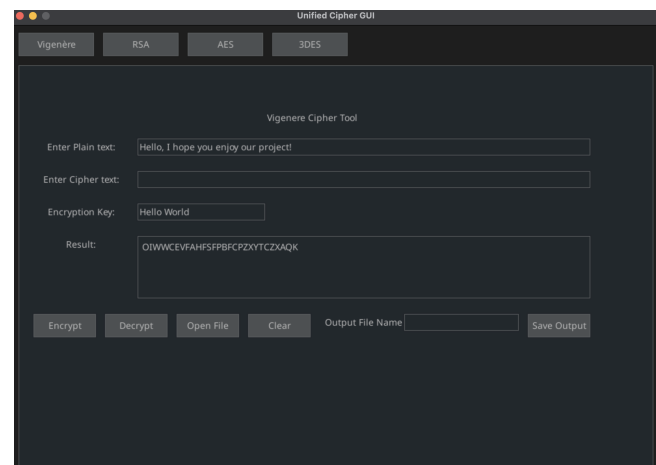 Unified Cipher GUI
Vigenère RSA AES 3DES
Vigenere Cipher Tool
Enter Plain text: Hello, I hope you enjoy our project!
Enter Cipher text:
Encryption Key: Hello World
Result: OIWWCEVFAHFSFPBFCPZXYTCZXAQK
Encrypt Decrypt Open File Clear Output File Name Save Output